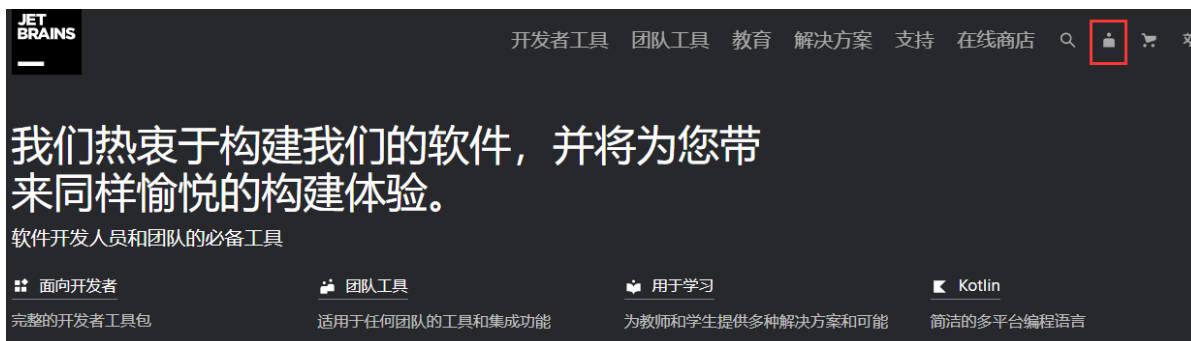 JET
BRAINS
开发者工具 团队工具 教育 解决方案 支持 在线商店
我们热衷于构建我们的软件，并将为您带
来同样愉悦的构建体验。
软件开发人员和团队的必备工具
面向开发者 团队工具 用于学习 Kotlin
完整的开发者工具包 适用于任何团队的工具和集成功能 为教师和学生提供多种解决方案和可能 简洁的多平台编程语言